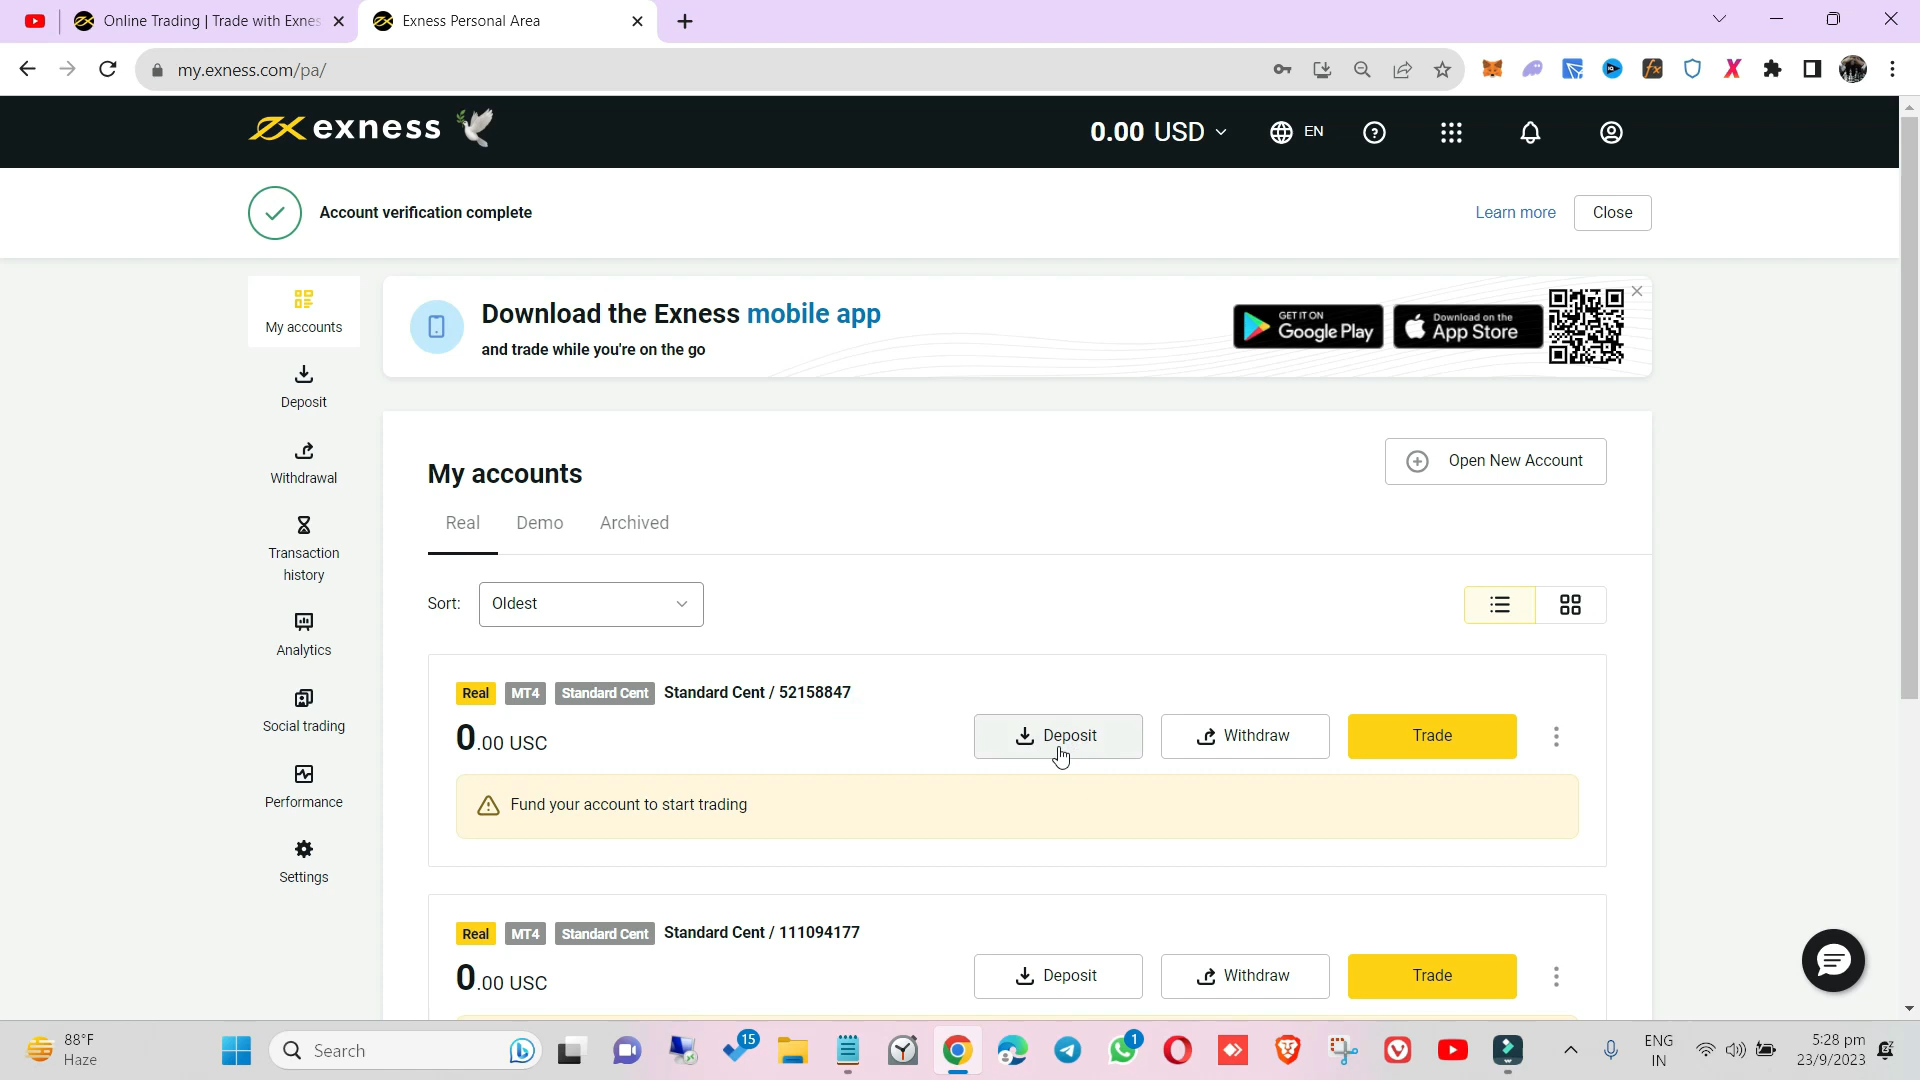 Online Trading | Trade with Exnes
Exness Personal Area
my.exness.com/pa/
exness
0.00 USD
EN
Account verification complete
Learn more
Close
My accounts
Deposit
Withdrawal
Transaction
history
Analytics
Social trading
Performance
Settings
Download the Exness mobile app
and trade while you're on the go
GET IT ON
Google Play
Download on the
App Store
My accounts
Open New Account
Real
Demo
Archived
Sort:
Oldest
Real MT4 Standard Cent Standard Cent / 52158847
0.00 USC
Deposit
Withdraw
Trade
Fund your account to start trading
Real MT4 Standard Cent Standard Cent / 111094177
0.00 USC
Deposit
Withdraw
Trade
88°F
Haze
Search
15
1
ENG
IN
5:28 pm
23/9/2023